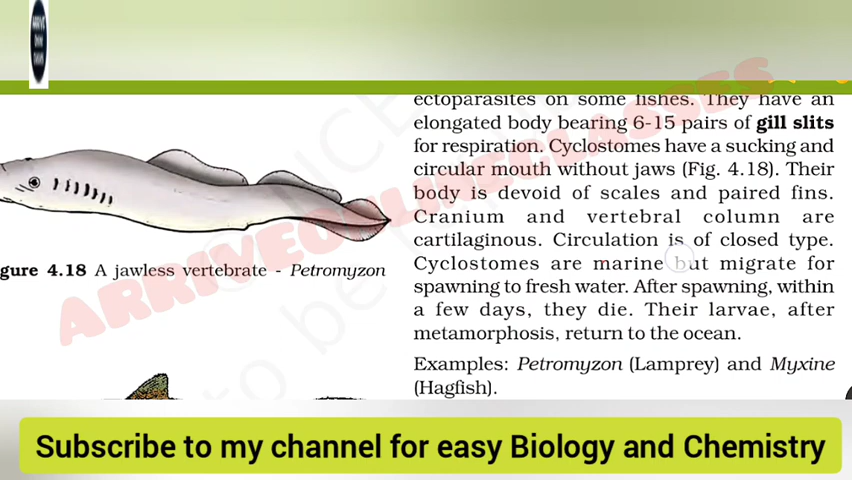 ectoparasites on some fishes. They have an
elongated body bearing 6-15 pairs of gill slits
for respiration. Cyclostomes have a sucking and
circular mouth without jaws (Fig. 4.18). Their
body is devoid of scales and paired fins.
Cranium and vertebral column are
cartilaginous. Circulation is of closed type.
Cyclostomes are marine but migrate for
spawning to fresh water. After spawning, within
a few days, they die. Their larvae, after
metamorphosis, return to the ocean.
Examples: Petromyzon (Lamprey) and Myxine
(Hagfish).
gure 4.18 A jawless vertebrate - Petromyzon
ARRIVEONLINECLASSES
to be
Subscribe to my channel for easy Biology and Chemistry